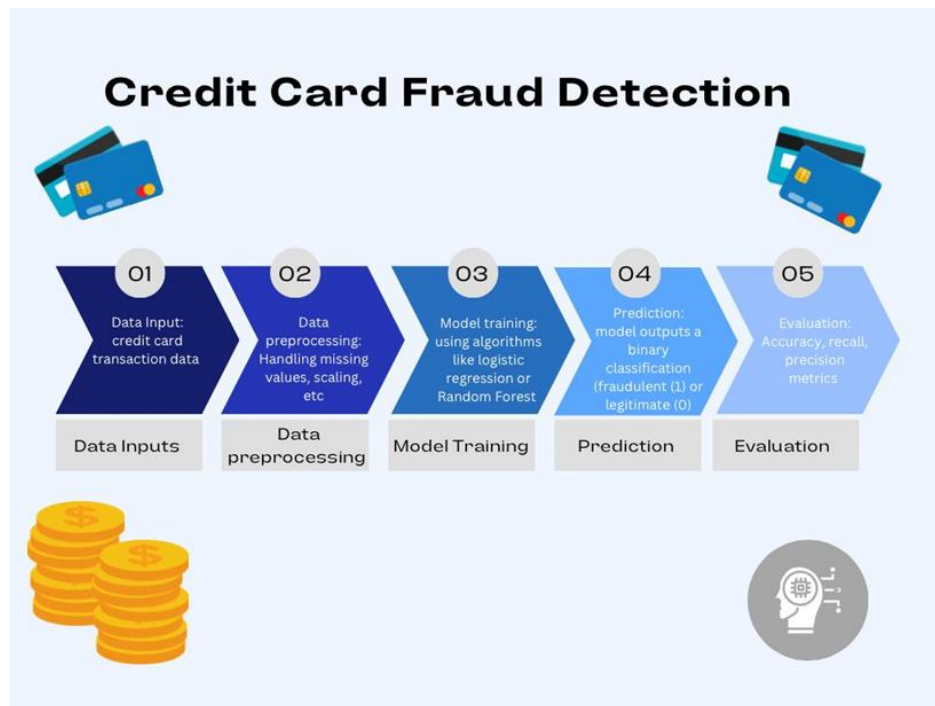 Credit Card Fraud Detection
01
Data Input:
credit card
transaction data
02
Data
preprocessing:
Handling missing
values, scaling,
etc
03
Model training:
using algorithms
like logistic
regression or
Random Forest
04
Prediction:
model outputs a
binary
classification
(fraudulent (1) or
legitimate (0)
05
Evaluation:
Accuracy, recall,
precision
metrics
Data Inputs
Data
preprocessing
Model Training
Prediction
Evaluation
$
$